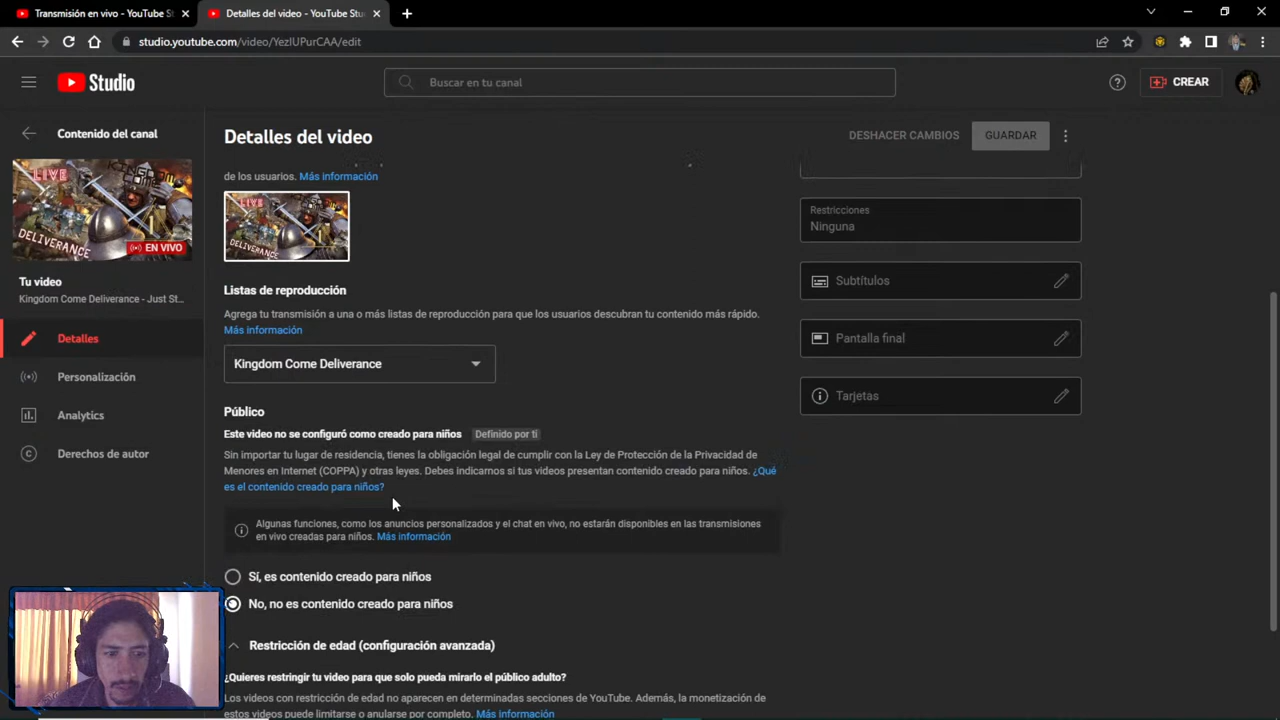 Transmisión en vivo - YouTube St
Detalles del video - YouTube Stu
studio.youtube.com/video/YezIUPurCAA/edit
Studio
Buscar en tu canal
CREAR
Contenido del canal
Detalles del video
DESHACER CAMBIOS
GUARDAR
LIVE
KINGDOM COME
DELIVERANCE
EN VIVO
de los usuarios. Más información
LIVE
DELIVERANCE
Restricciones
Ninguna
Tu video
Kingdom Come Deliverance - Just St...
Listas de reproducción
Subtítulos
Agrega tu transmisión a una o más listas de reproducción para que los usuarios descubran tu contenido más rápido.
Más información
Detalles
Pantalla final
Kingdom Come Deliverance
Personalización
Tarjetas
Analytics
Público
Este video no se configuró como creado para niños
Definido por ti
Derechos de autor
Sin importar tu lugar de residencia, tienes la obligación legal de cumplir con la Ley de Protección de la Privacidad de
Menores en Internet (COPPA) y otras leyes. Debes indicarnos si tus videos presentan contenido creado para niños. ¿Qué
es el contenido creado para niños?
Algunas funciones, como los anuncios personalizados y el chat en vivo, no estarán disponibles en las transmisiones
en vivo creadas para niños. Más información
Sí, es contenido creado para niños
No, no es contenido creado para niños
Restricción de edad (configuración avanzada)
¿Quieres restringir tu video para que solo pueda mirarlo el público adulto?
Los videos con restricción de edad no aparecen en determinadas secciones de YouTube. Además, la monetización de
estos videos puede limitarse o anularse por completo. Más información